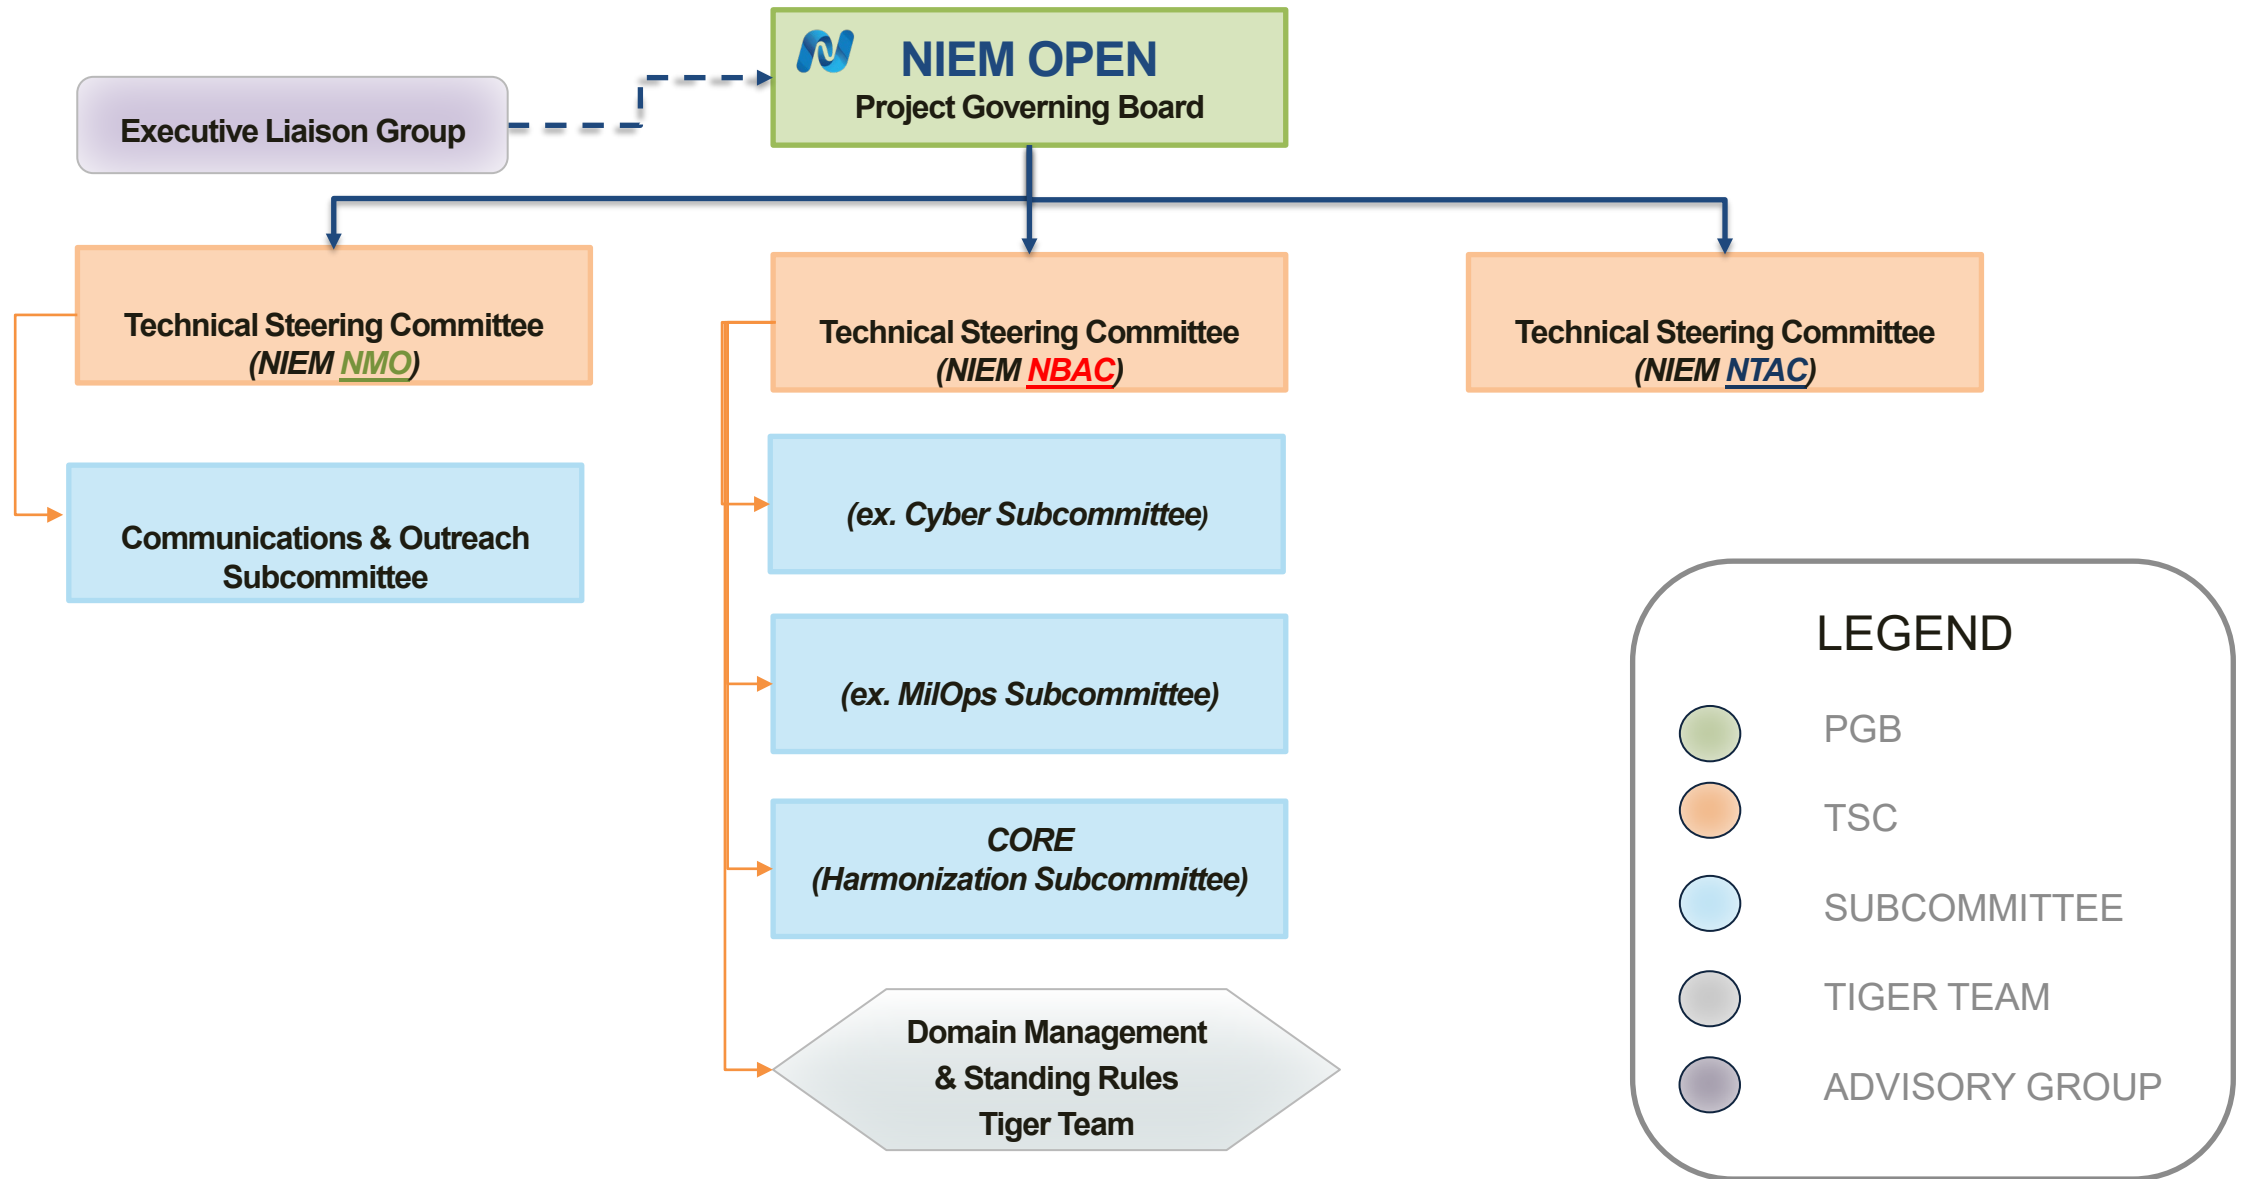 NIEM OPEN
Project Governing Board
Executive Liaison Group
Technical Steering Committee
(NIEM NMO)
Technical Steering Committee
(NIEM NBAC)
Technical Steering Committee
(NIEM NTAC)
Communications & Outreach
Subcommittee
(ex. Cyber Subcommittee)
(ex. MilOps Subcommittee)
CORE
(Harmonization Subcommittee)
Domain Management
& Standing Rules
Tiger Team
LEGEND
PGB
TSC
SUBCOMMITTEE
TIGER TEAM
ADVISORY GROUP